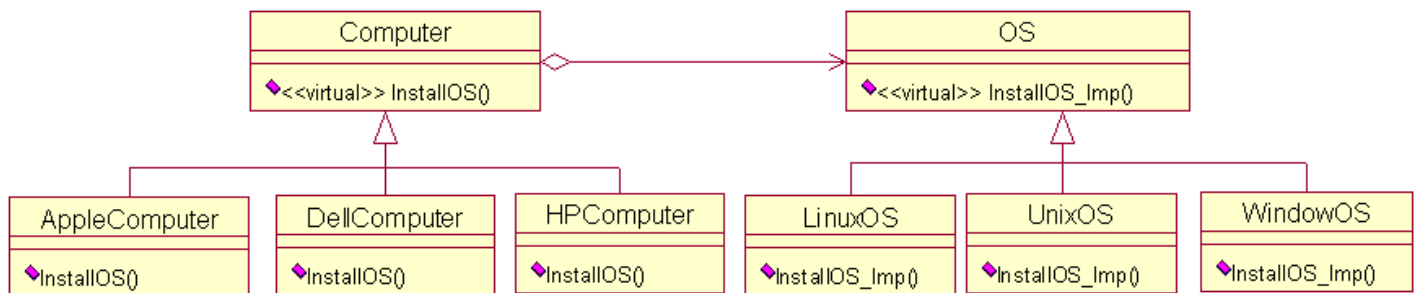 Computer
OS
<<virtual>> InstallOS()
<<virtual>> InstallOS_Imp()
AppleComputer
DellComputer
HPComputer
LinuxOS
UnixOS
WindowOS
InstallOS()
InstallOS()
InstallOS()
InstallOS_Imp()
InstallOS_Imp()
InstallOS_Imp()